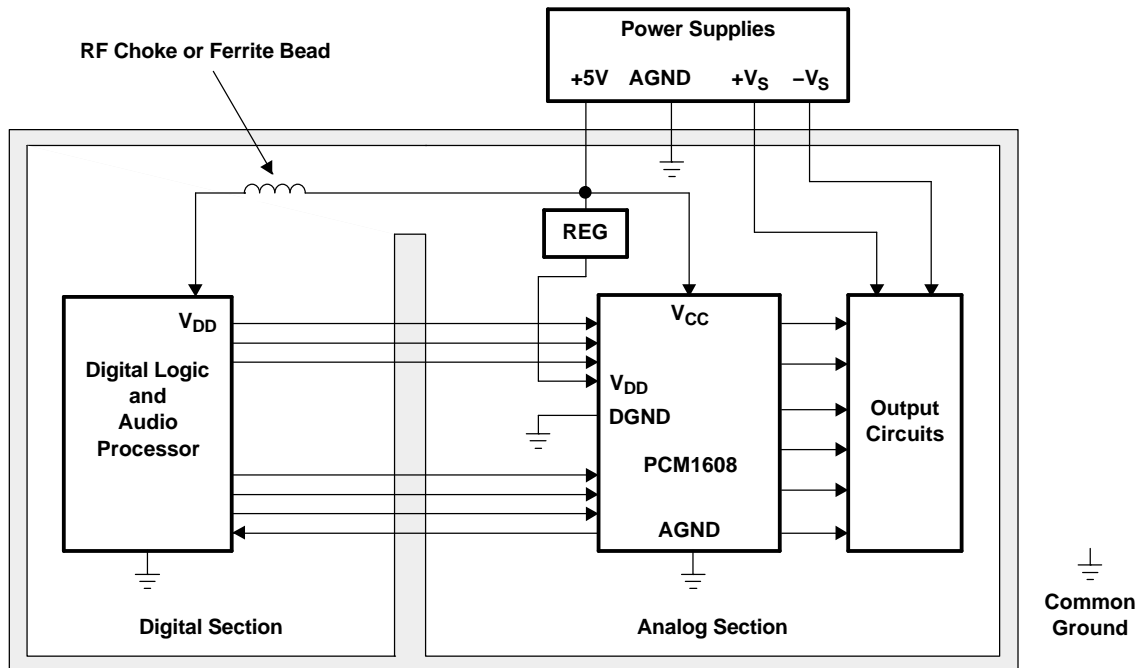 Power Supplies
RF Choke or Ferrite Bead
+5V AGND +VS –VS
REG
VDD
VCC
Digital Logic
and
Audio
Processor
VDD
DGND
Output
Circuits
PCM1608
AGND
Common
Ground
Digital Section
Analog Section